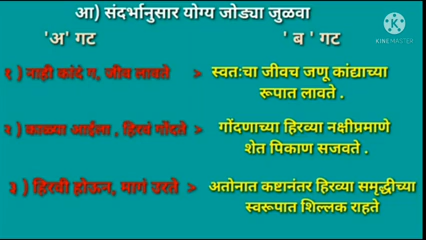 आ) संदर्भानुसार योग्य जोड्या जुळवा
'अ' गट ' ब ' गट
KINEMASTER
१ ) नाही कांदे ग, जीव लावते > स्वतःचा जीवच जणू कांद्याच्या
रूपात लावते .
२ ) काळ्या आईला , हिरवं गोंदते > गोंदणाच्या हिरव्या नक्षीप्रमाणे
शेत पिकाण सजवते .
३ ) हिरवी होऊन, मागं उरते > अतोनात कष्टानंतर हिरव्या समृद्धीच्या
स्वरूपात शिल्लक राहते